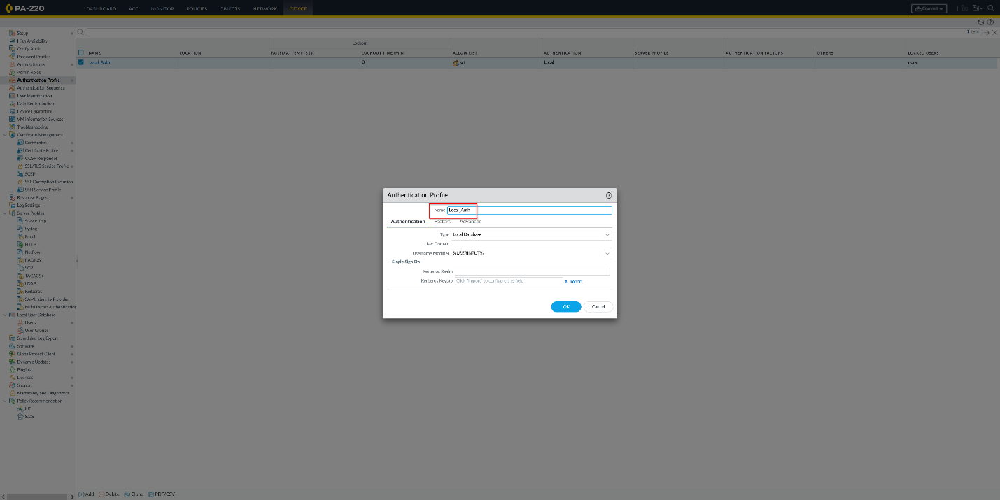 PA-220
DASHBOARD ACC MONITOR POLICIES OBJECTS NETWORK DEVICE
Commit
Setup
High Availability
Config Audit
Password Profiles
Administrators
Admin Roles
Authentication Profile
Authentication Sequence
User Identification
Data Redistribution
Device Quarantine
VM Information Sources
Troubleshooting
Certificate Management
Certificates
Certificate Profile
OCSP Responder
SSL/TLS Service Profile
SCEP
SSL Decryption Exclusion
SSH Service Profile
Response Pages
Log Settings
Server Profiles
SNMP Trap
Syslog
Email
HTTP
Netflow
RADIUS
SCP
TACACS+
LDAP
Kerberos
SAML Identity Provider
Multi Factor Authentication
Local User Database
Users
User Groups
Scheduled Log Export
Software
GlobalProtect Client
Dynamic Updates
Plugins
Licenses
Support
Master Key and Diagnostics
Policy Recommendation
IoT
SaaS
1 item
Lockout
NAME LOCATION FAILED ATTEMPTS (#) LOCKOUT TIME (MIN) ALLOW LIST AUTHENTICATION SERVER PROFILE AUTHENTICATION FACTORS OTHERS LOCKED USERS
Local_Auth 0 all Local none
Authentication Profile
Name Local_Auth
Authentication Factors Advanced
Type Local Database
User Domain
Username Modifier %USERINPUT%
Single Sign On
Kerberos Realm
Kerberos Keytab Click "Import" to configure this field X Import
OK Cancel
Add Delete Clone PDF/CSV